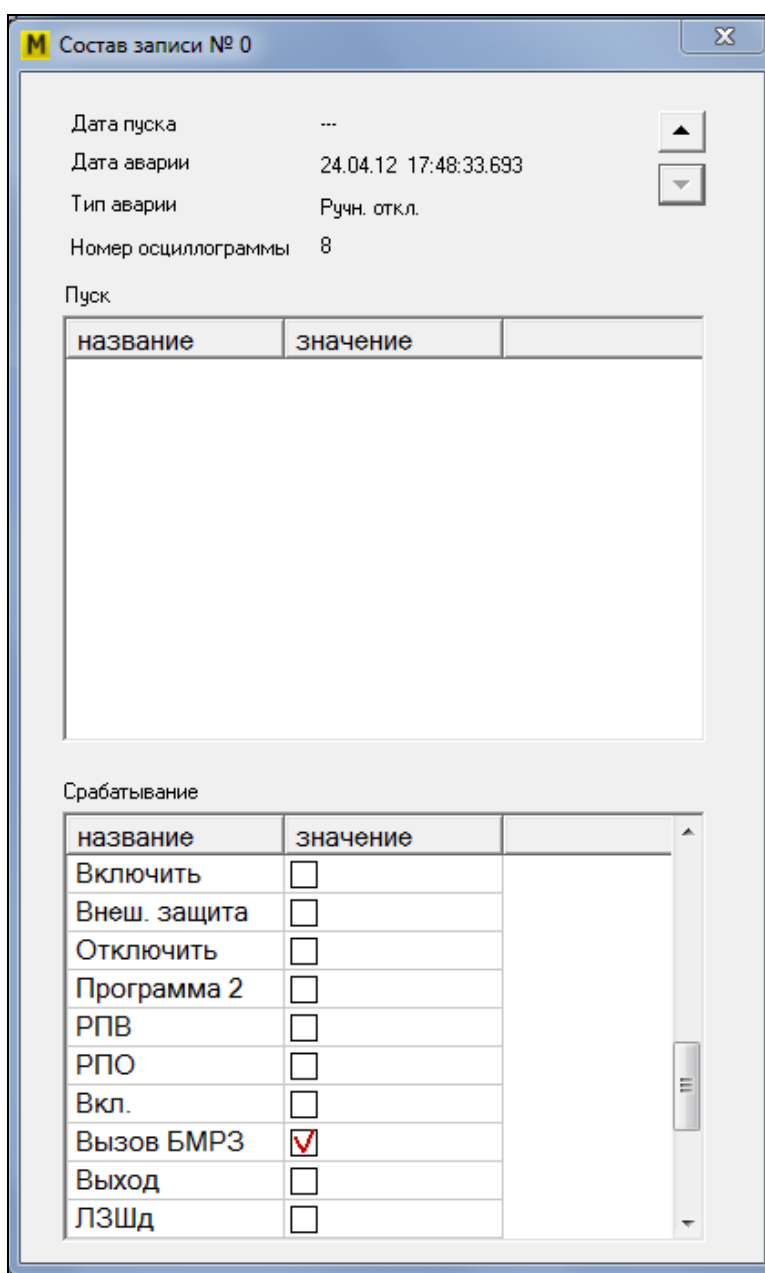 M Состав записи № 0
Дата пуска ---
Дата аварии 24.04.12 17:48:33.693
Тип аварии Ручн. откл.
Номер осциллограммы 8
Пуск
название значение
Срабатывание
название значение
Включить
Внеш. защита
Отключить
Программа 2
РПВ
РПО
Вкл.
Вызов БМРЗ
Выход
ЛЗШд